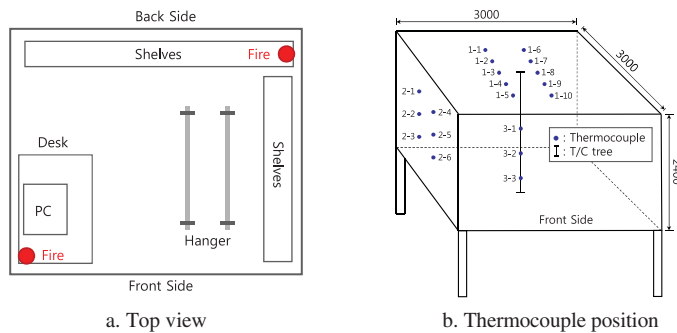 Back Side
Shelves
Fire
Shelves
Desk
PC
Fire
Hanger
Front Side
a. Top view
3000
3000
2400
1-1
1-2
1-3
1-4
1-5
1-6
1-7
1-8
1-9
1-10
2-1
2-2
2-3
2-4
2-5
2-6
3-1
3-2
3-3
: Thermocouple
: T/C tree
Front Side
b. Thermocouple position